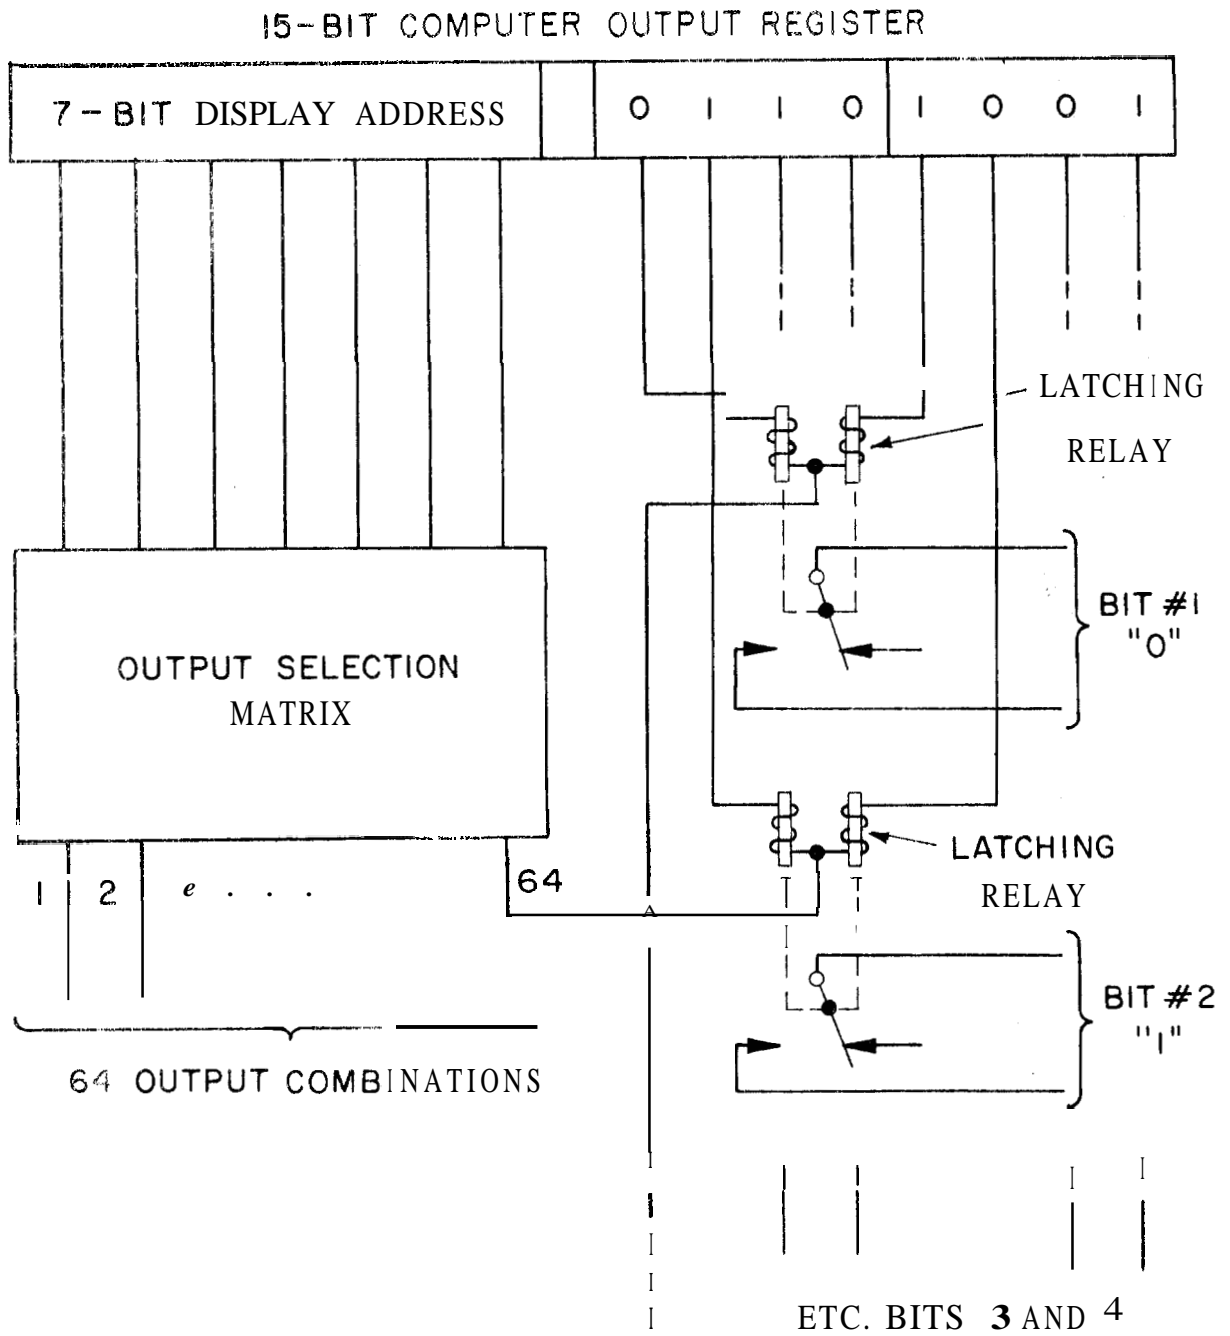 15-BIT COMPUTER OUTPUT REGISTER
7-BIT DISPLAY ADDRESS
0 1 1 0 1 0 0 1
LATCHING
RELAY
BIT #1
"0"
OUTPUT SELECTION
MATRIX
LATCHING
RELAY
1 2 e . . . 64
BIT #2
"1"
64 OUTPUT COMBINATIONS
ETC. BITS 3 AND 4